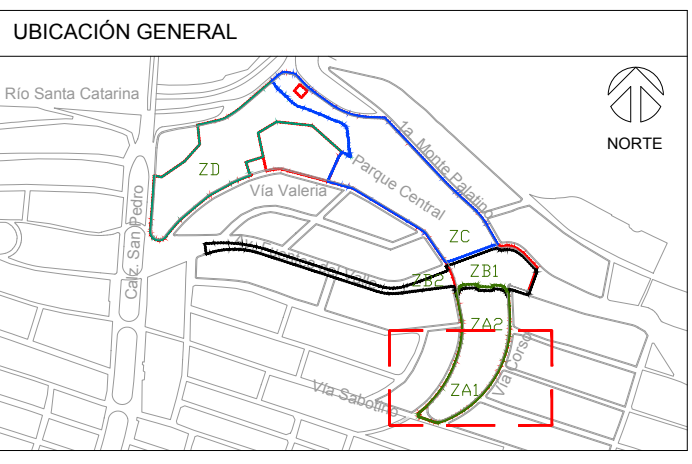 UBICACIÓN GENERAL
Río Santa Catarina
NORTE
1a. Monte Palatino
ZD
Parque Central
Vía Valeria
Calz. San Pedro
ZC
ZB1
ZB2
ZA2
Vía Corso
Vía Sabotino
ZA1